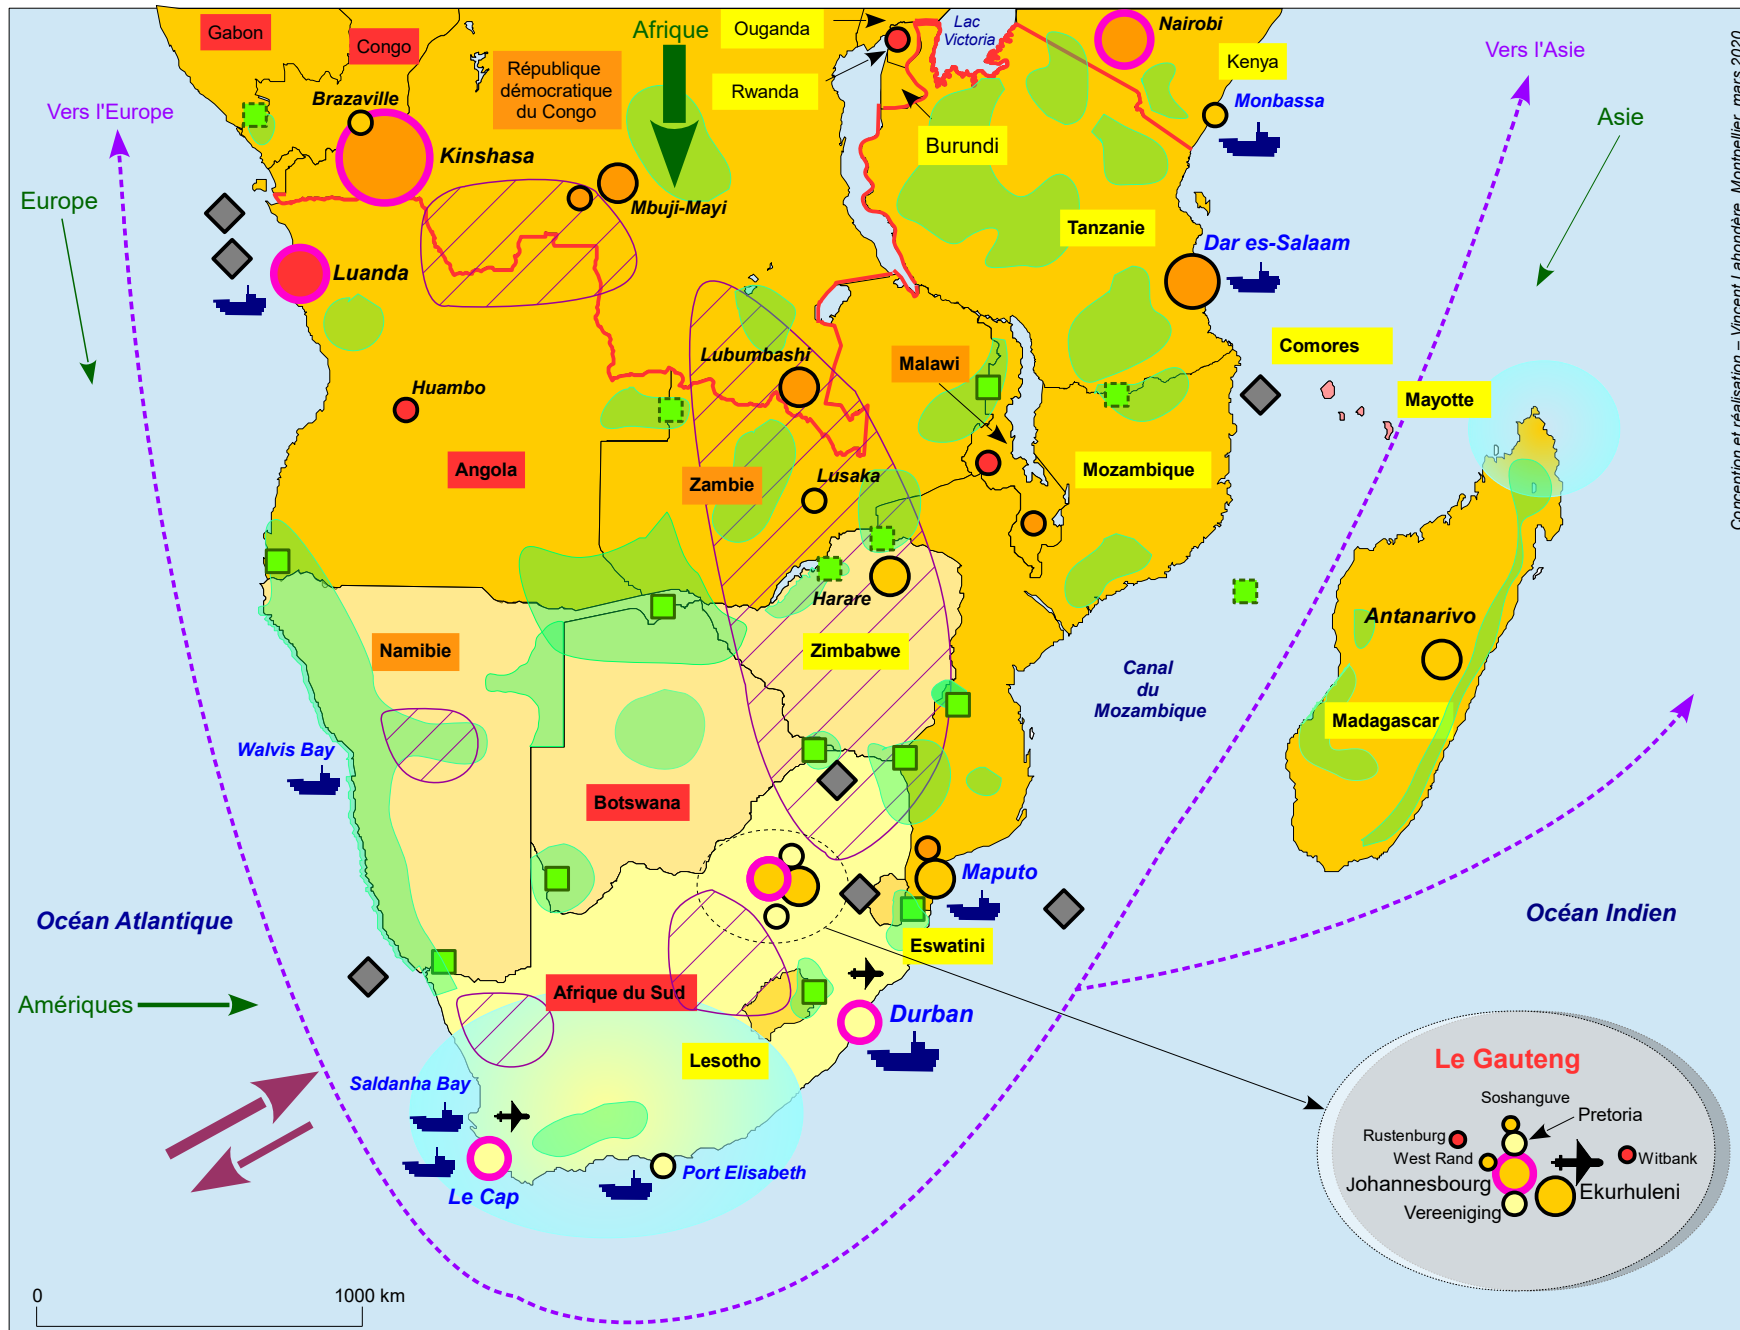 Gabon
Congo
Afrique
Ouganda
Lac
Victoria
Nairobi
Vers l'Asie
Conception et réalisation – Vincent Lahondère, Montpellier, mars 2020
République
démocratique
du Congo
Rwanda
Kenya
Vers l'Europe
Brazaville
Monbassa
Asie
Kinshasa
Burundi
Europe
Mbuji-Mayi
Tanzanie
Dar es-Salaam
Luanda
Lubumbashi
Malawi
Comores
Huambo
Mayotte
Angola
Zambie
Lusaka
Mozambique
Harare
Antanarivo
Namibie
Zimbabwe
Canal
du
Mozambique
Madagascar
Walvis Bay
Botswana
Maputo
Océan Atlantique
Océan Indien
Eswatini
Amériques
Afrique du Sud
Durban
Lesotho
Saldanha Bay
Le Cap
Port Elisabeth
Le Gauteng
Soshanguve
Pretoria
Rustenburg
West Rand
Witbank
Johannesbourg
Ekurhuleni
Vereeniging
0
1000 km